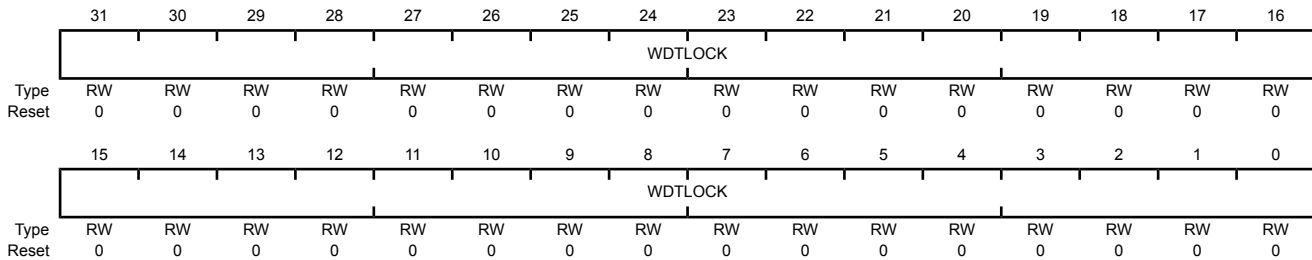 31 30 29 28 27 26 25 24 23 22 21 20 19 18 17 16
WDTLOCK
Type RW RW RW RW RW RW RW RW RW RW RW RW RW RW RW RW
Reset 0 0 0 0 0 0 0 0 0 0 0 0 0 0 0 0
15 14 13 12 11 10 9 8 7 6 5 4 3 2 1 0
WDTLOCK
Type RW RW RW RW RW RW RW RW RW RW RW RW RW RW RW RW
Reset 0 0 0 0 0 0 0 0 0 0 0 0 0 0 0 0